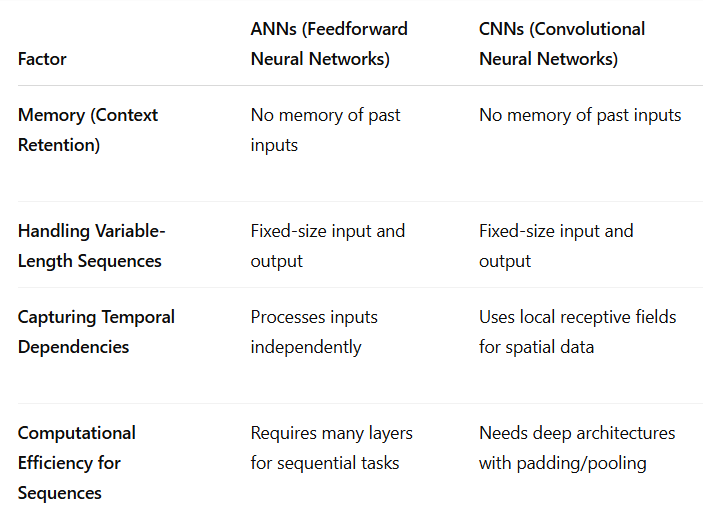 Factor
ANNs (Feedforward
Neural Networks)
CNNs (Convolutional
Neural Networks)
Memory (Context
Retention)
No memory of past
inputs
No memory of past inputs
Handling Variable-
Length Sequences
Fixed-size input and
output
Fixed-size input and
output
Capturing Temporal
Dependencies
Processes inputs
independently
Uses local receptive fields
for spatial data
Computational
Efficiency for
Sequences
Requires many layers
for sequential tasks
Needs deep architectures
with padding/pooling